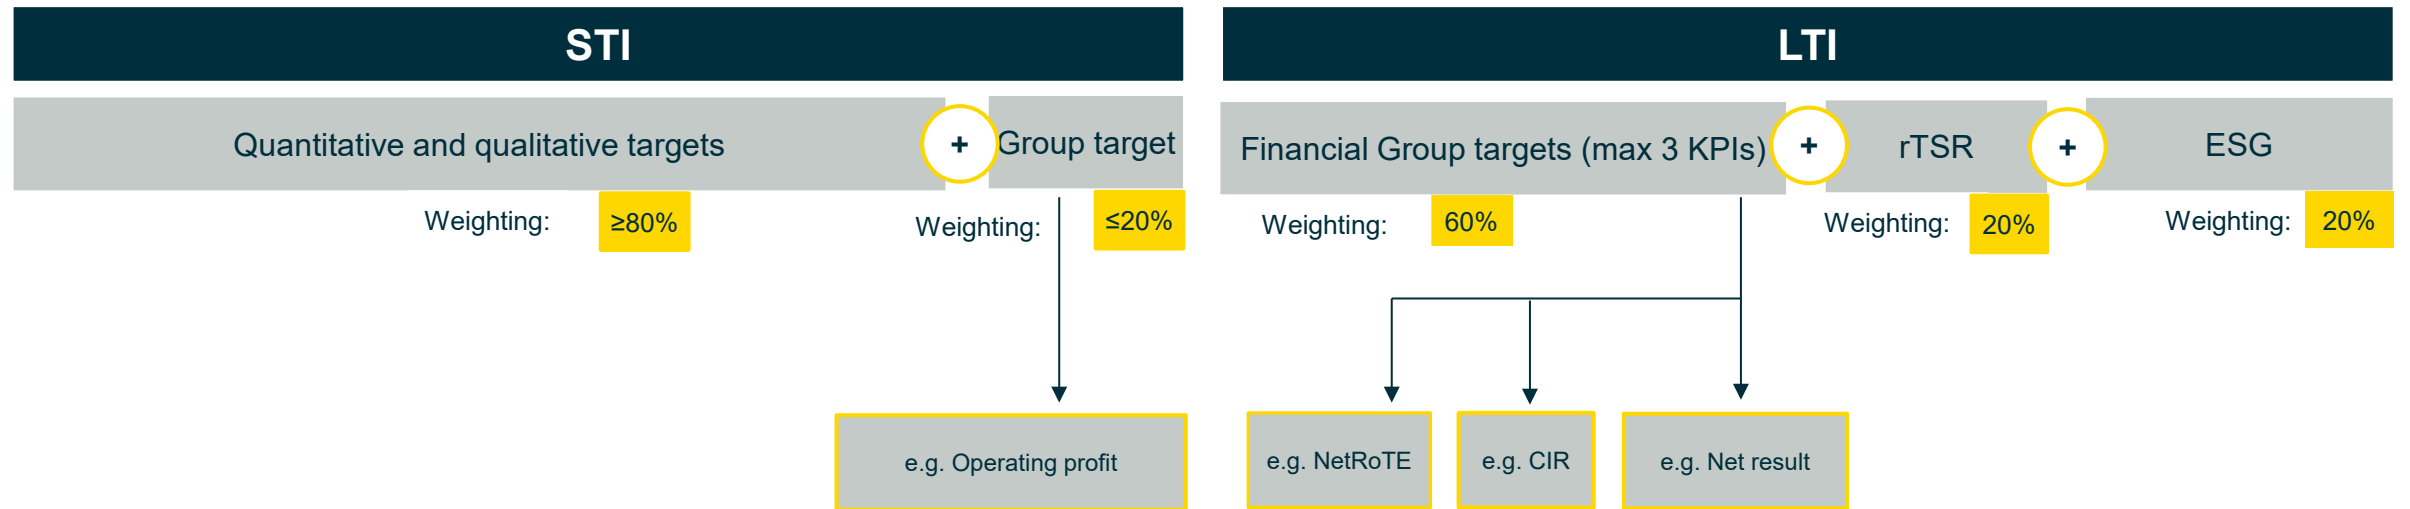 STI
LTI
Quantitative and qualitative targets
+
Group target
Financial Group targets (max 3 KPIs)
+
rTSR
+
ESG
Weighting:
≥80%
Weighting:
≤20%
Weighting:
60%
Weighting:
20%
Weighting:
20%
e.g. Operating profit
e.g. NetRoTE
e.g. CIR
e.g. Net result